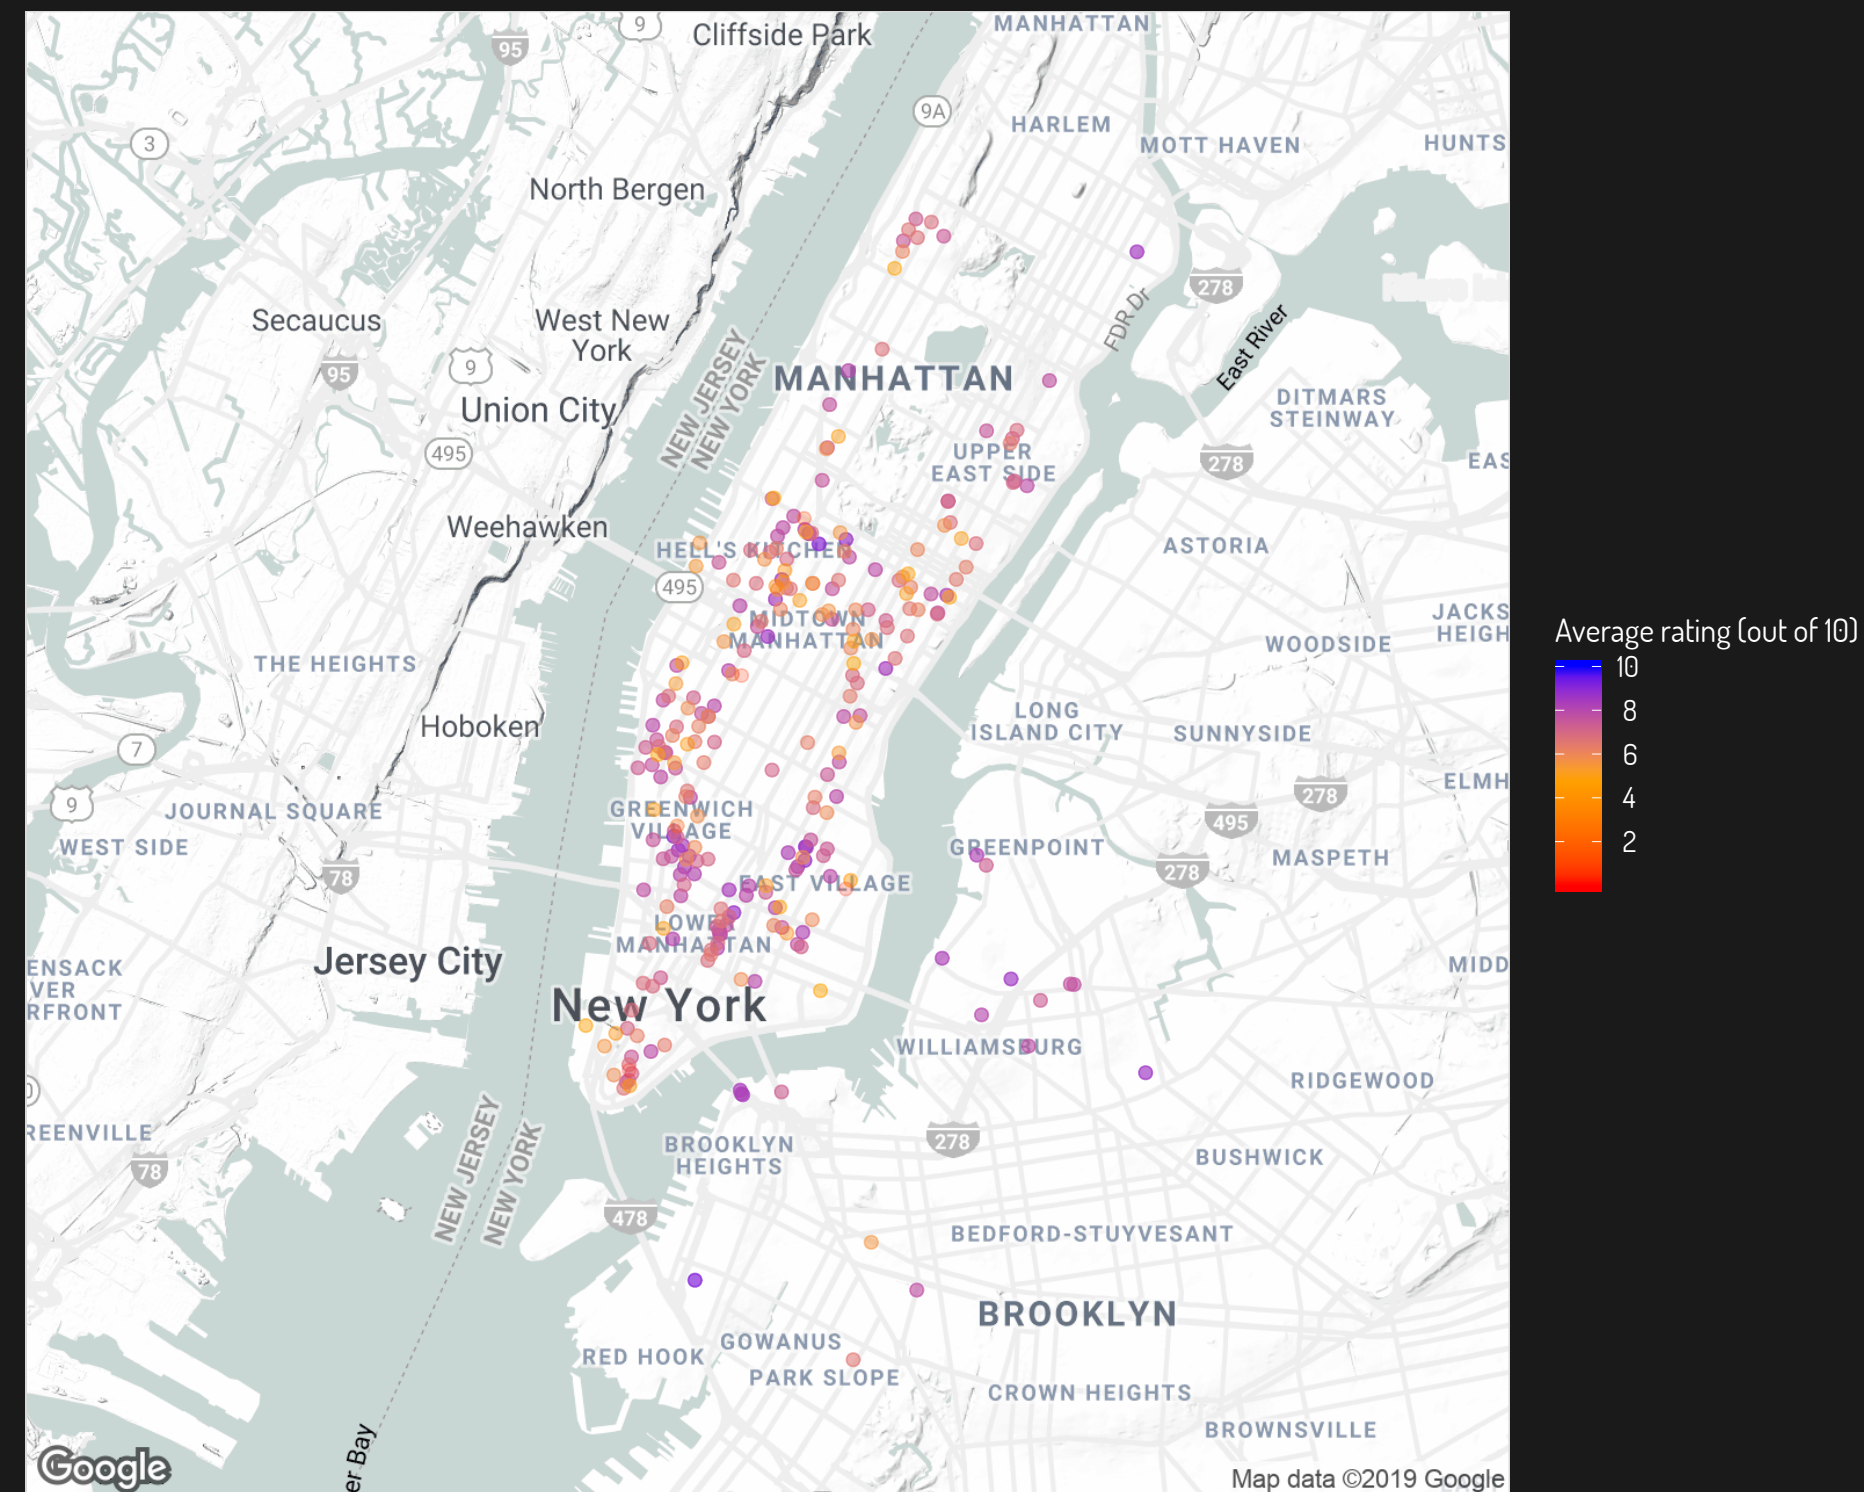 Cliffside Park
MANHATTAN
9
95
9A
HARLEM
3
MOTT HAVEN
HUNTS
North Bergen
278
FDR Dr
East River
Secaucus
West New
York
95
9
NEW JERSEY
NEW YORK
MANHATTAN
Union City
DITMARS
STEINWAY
495
UPPER
EAST SIDE
278
EAS
Weehawken
HELL'S KITCHEN
ASTORIA
495
MIDTOWN
MANHATTAN
JACKS
HEIGH
WOODSIDE
Average rating (out of 10)
10
8
6
4
2
THE HEIGHTS
Hoboken
LONG
ISLAND CITY
SUNNYSIDE
7
ELMH
278
9
JOURNAL SQUARE
GREENWICH
VILLAGE
495
WEST SIDE
GREENPOINT
MASPETH
78
278
EAST VILLAGE
LOWER
MANHATTAN
Jersey City
ENSACK
VER
RFRONT
MIDD
New York
WILLIAMSBURG
RIDGEWOOD
0
REENVILLE
NEW JERSEY
NEW YORK
BROOKLYN
HEIGHTS
278
BUSHWICK
78
478
BEDFORD-STUYVESANT
BROOKLYN
GOWANUS
RED HOOK
PARK SLOPE
CROWN HEIGHTS
BROWNSVILLE
er Bay
Google
Map data ©2019 Google